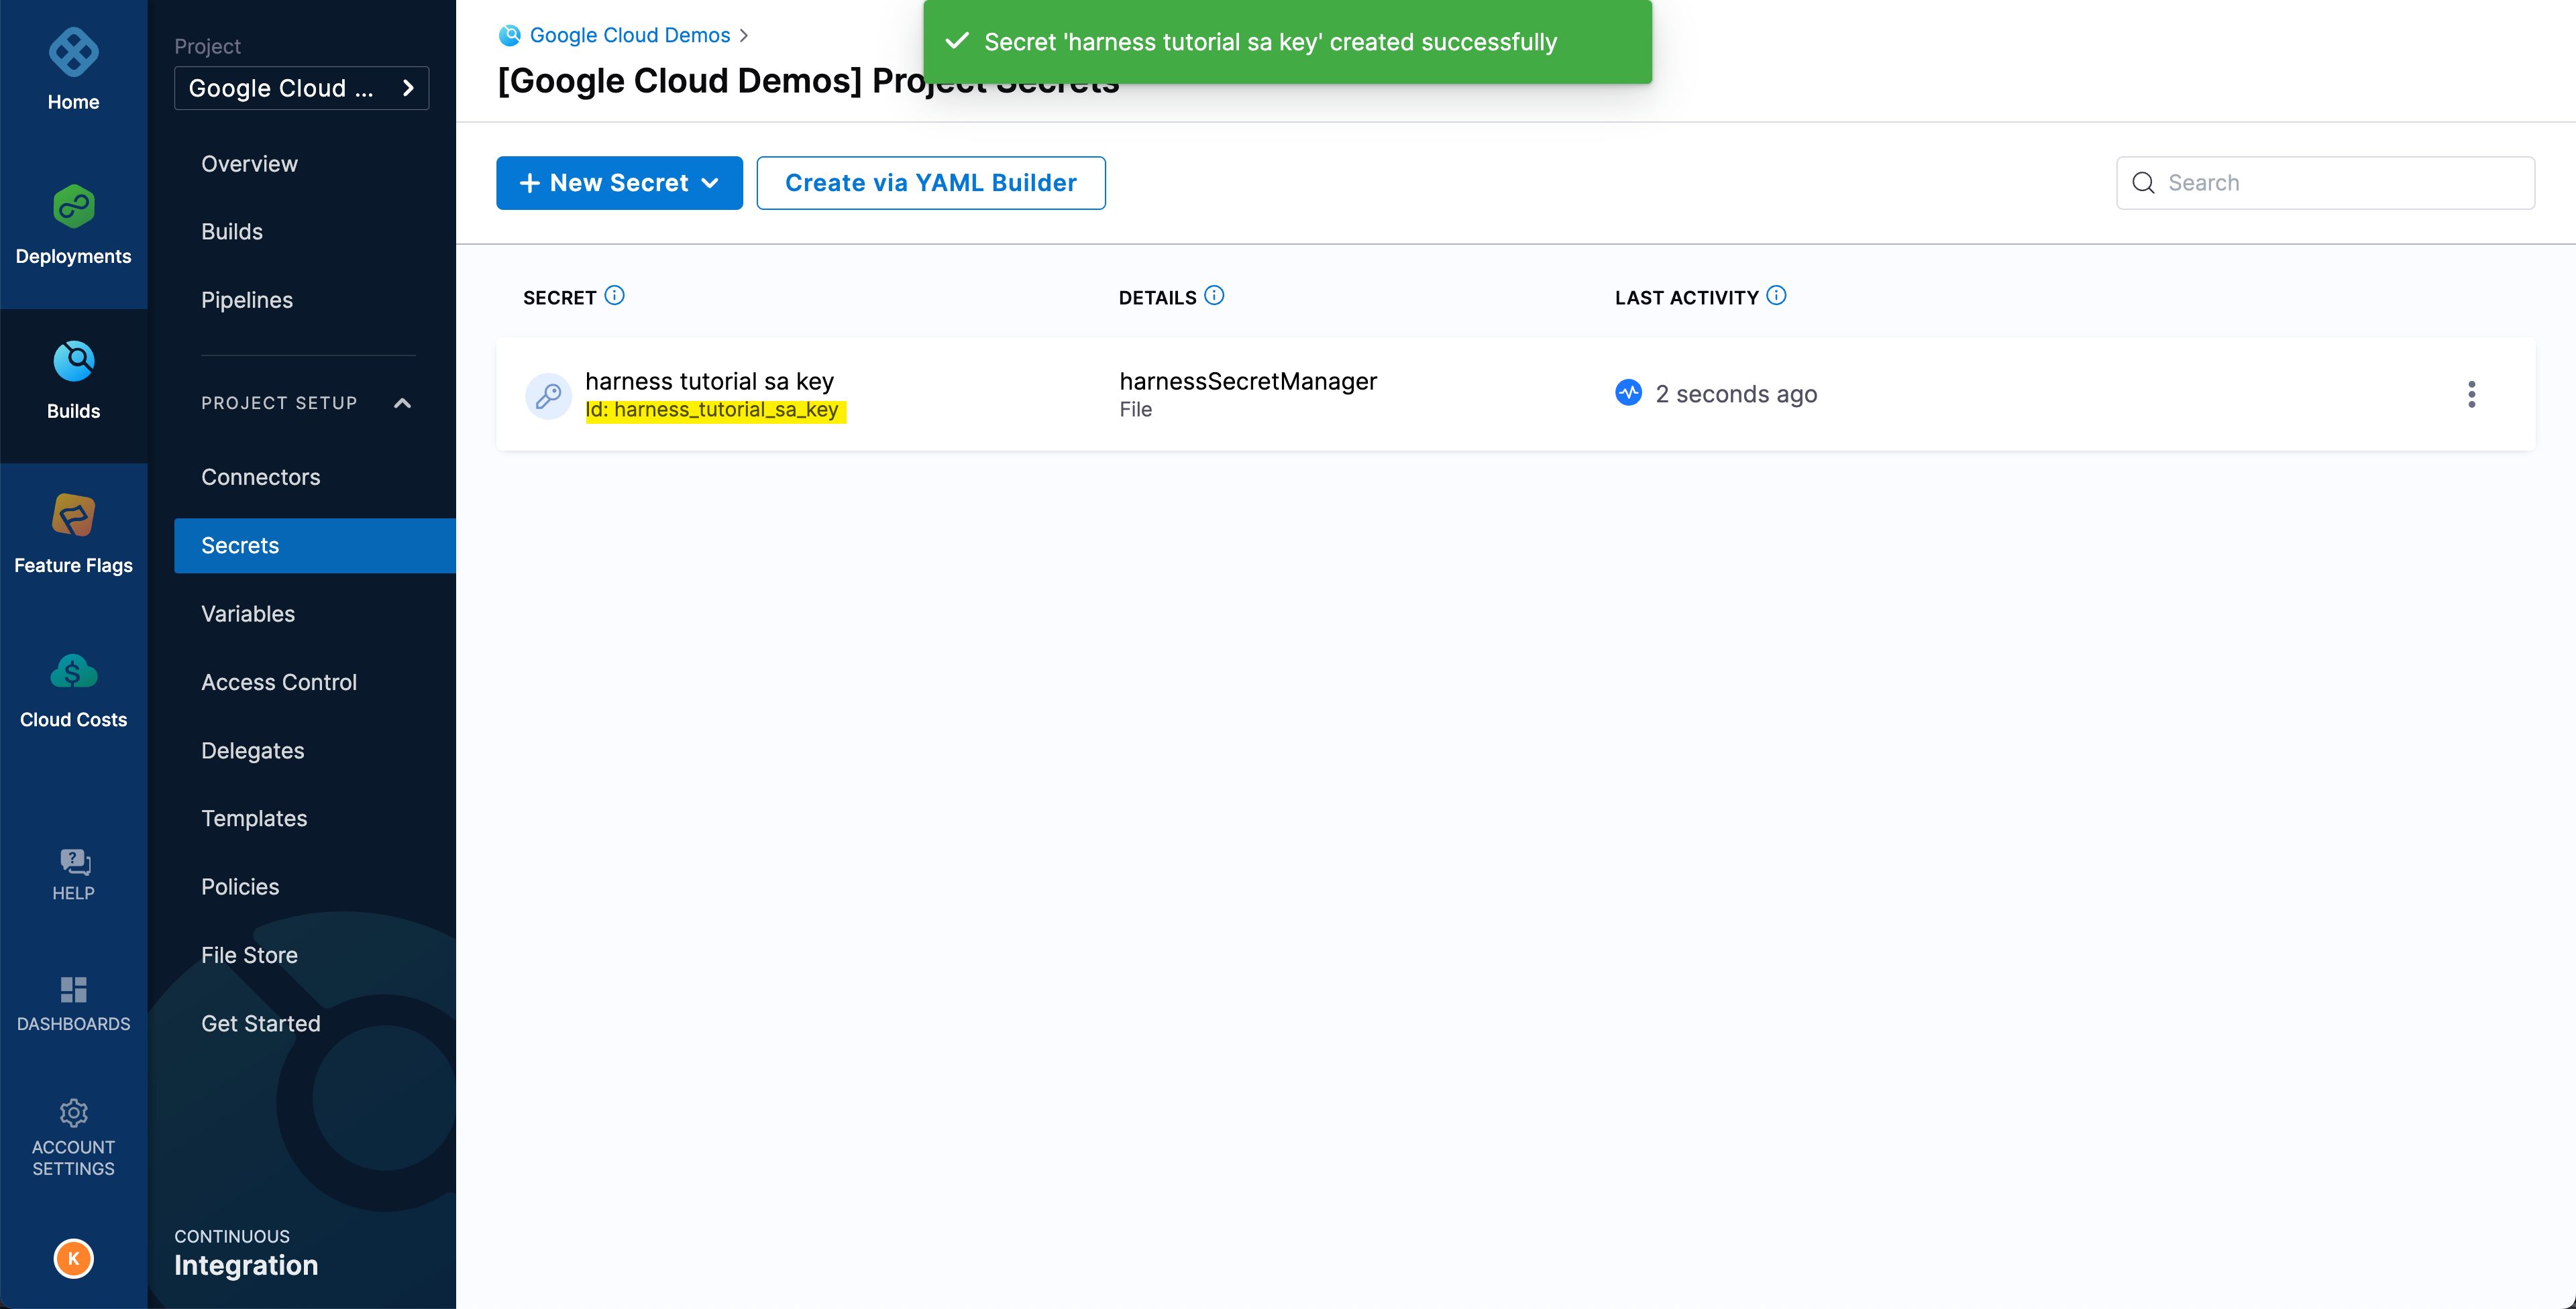 Home
Deployments
Builds
Feature Flags
Cloud Costs
HELP
DASHBOARDS
ACCOUNT
SETTINGS
K
Project
Google Cloud ...
Overview
Builds
Pipelines
PROJECT SETUP
Connectors
Secrets
Variables
Access Control
Delegates
Templates
Policies
File Store
Get Started
CONTINUOUS
Integration
Google Cloud Demos
Secret 'harness tutorial sa key' created successfully
[Google Cloud Demos] Project Secrets
+ New Secret
Create via YAML Builder
Search
SECRET
DETAILS
LAST ACTIVITY
harness tutorial sa key
Id: harness_tutorial_sa_key
harnessSecretManager
File
2 seconds ago